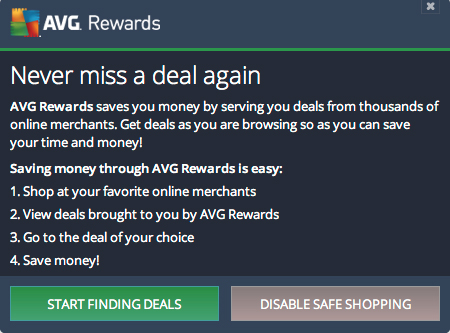 AVG. Rewards
Never miss a deal again
AVG Rewards saves you money by serving you deals from thousands of
online merchants. Get deals as you are browsing so as you can save
your time and money!
Saving money through AVG Rewards is easy:
1. Shop at your favorite online merchants
2. View deals brought to you by AVG Rewards
3. Go to the deal of your choice
4. Save money!
START FINDING DEALS
DISABLE SAFE SHOPPING